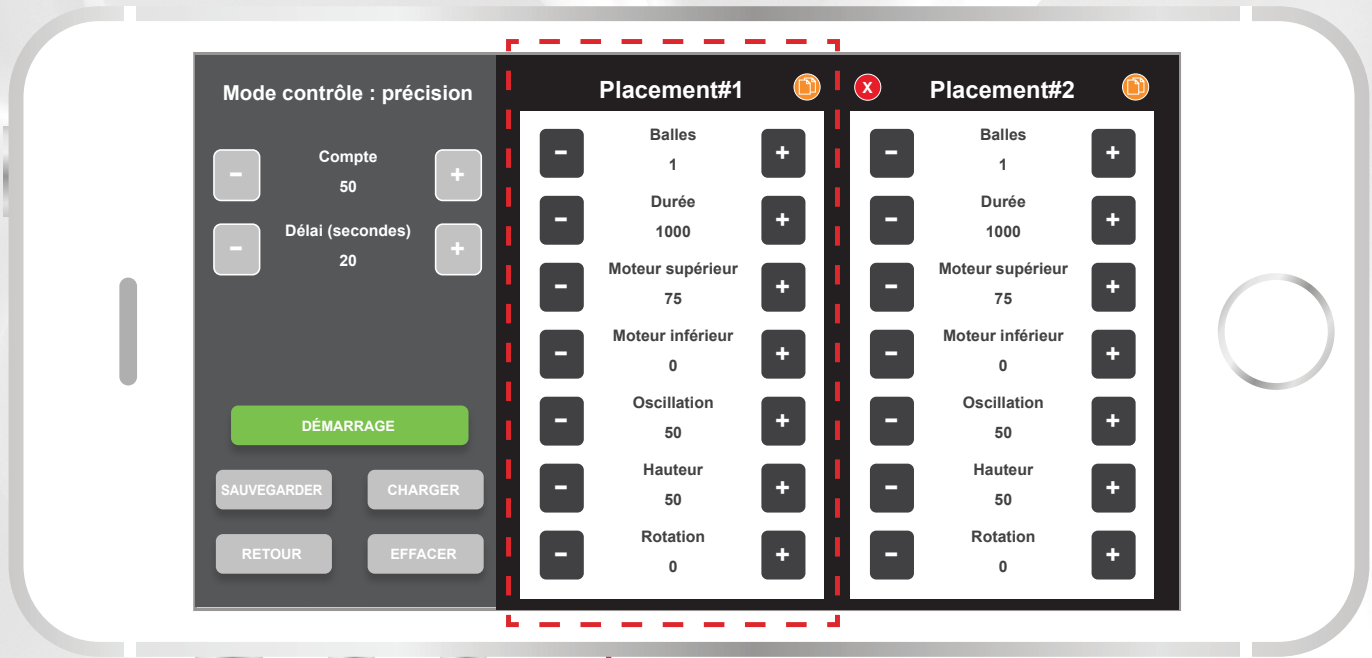 Mode contrôle : précision
Compte
-
50
+
Délai (secondes)
-
20
+
DÉMARRAGE
SAUVEGARDER
CHARGER
RETOUR
EFFACER
Placement#1
Balles
-
1
+
Durée
-
1000
+
Moteur supérieur
-
75
+
Moteur inférieur
-
0
+
Oscillation
-
50
+
Hauteur
-
50
+
Rotation
-
0
+
X
Placement#2
Balles
-
1
+
Durée
-
1000
+
Moteur supérieur
-
75
+
Moteur inférieur
-
0
+
Oscillation
-
50
+
Hauteur
-
50
+
Rotation
-
0
+